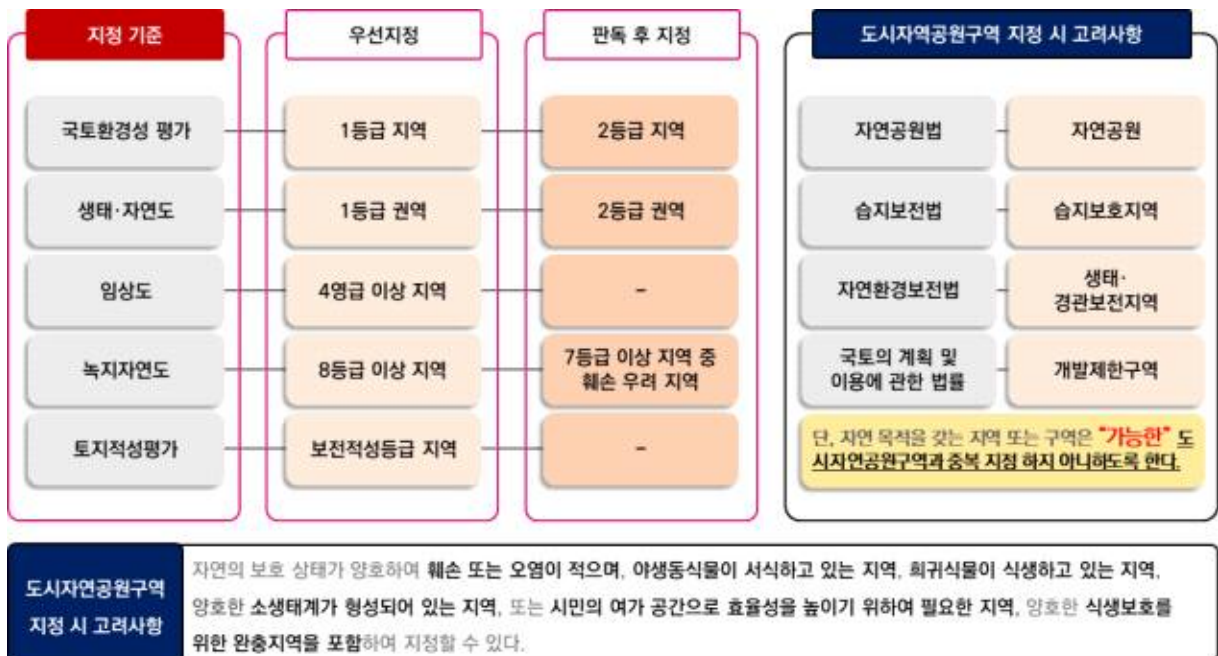 지정 기준
우선지정
판독 후 지정
도시자역공원구역 지정 시 고려사항
국토환경성 평가
1등급 지역
2등급 지역
자연공원법
자연공원
생태·자연도
1등급 권역
2등급 권역
습지보전법
습지보호지역
임상도
4영급 이상 지역
-
자연환경보전법
생태·
경관보전지역
녹지자연도
8등급 이상 지역
7등급 이상 지역 중
훼손 우려 지역
국토의 계획 및
이용에 관한 법률
개발제한구역
토지적성평가
보전적성등급 지역
-
단, 자연 목적을 갖는 지역 또는 구역은 "가능한" 도
시자연공원구역과 중복 지정 하지 아니하도록 한다.
도시자연공원구역
지정 시 고려사항
자연의 보호 상태가 양호하여 훼손 또는 오염이 적으며, 야생동식물이 서식하고 있는 지역, 희귀식물이 식생하고 있는 지역,
양호한 소생태계가 형성되어 있는 지역, 또는 시민의 여가 공간으로 효율성을 높이기 위하여 필요한 지역, 양호한 식생보호를
위한 완충지역을 포함하여 지정할 수 있다.